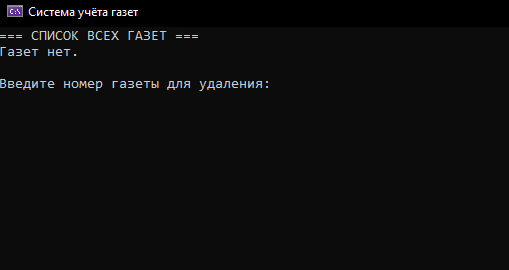 Система учёта газет
=== СПИСОК ВСЕХ ГАЗЕТ ===
Газет нет.
Введите номер газеты для удаления: